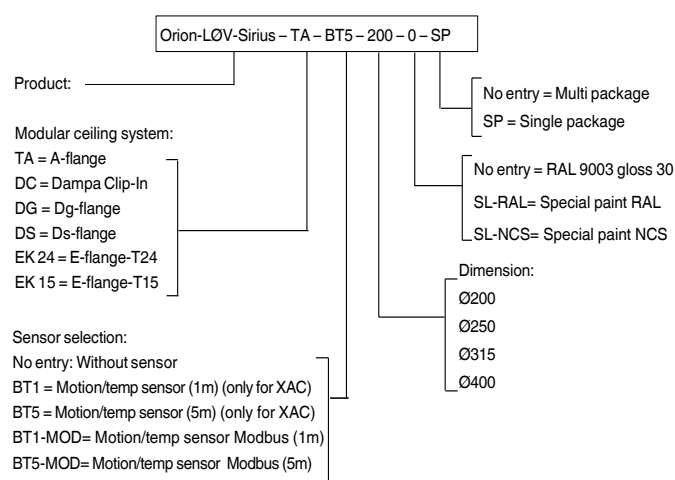 Orion-LØV-Sirius – TA – BT5 – 200 – 0 – SP
Product:
Modular ceiling system:
TA = A-flange
DC = Dampa Clip-In
DG = Dg-flange
DS = Ds-flange
EK 24 = E-flange-T24
EK 15 = E-flange-T15
Sensor selection:
No entry: Without sensor
BT1 = Motion/temp sensor (1m) (only for XAC)
BT5 = Motion/temp sensor (5m) (only for XAC)
BT1-MOD= Motion/temp sensor Modbus (1m)
BT5-MOD= Motion/temp sensor Modbus (5m)
No entry = Multi package
SP = Single package
No entry = RAL 9003 gloss 30
SL-RAL= Special paint RAL
SL-NCS= Special paint NCS
Dimension:
Ø200
Ø250
Ø315
Ø400